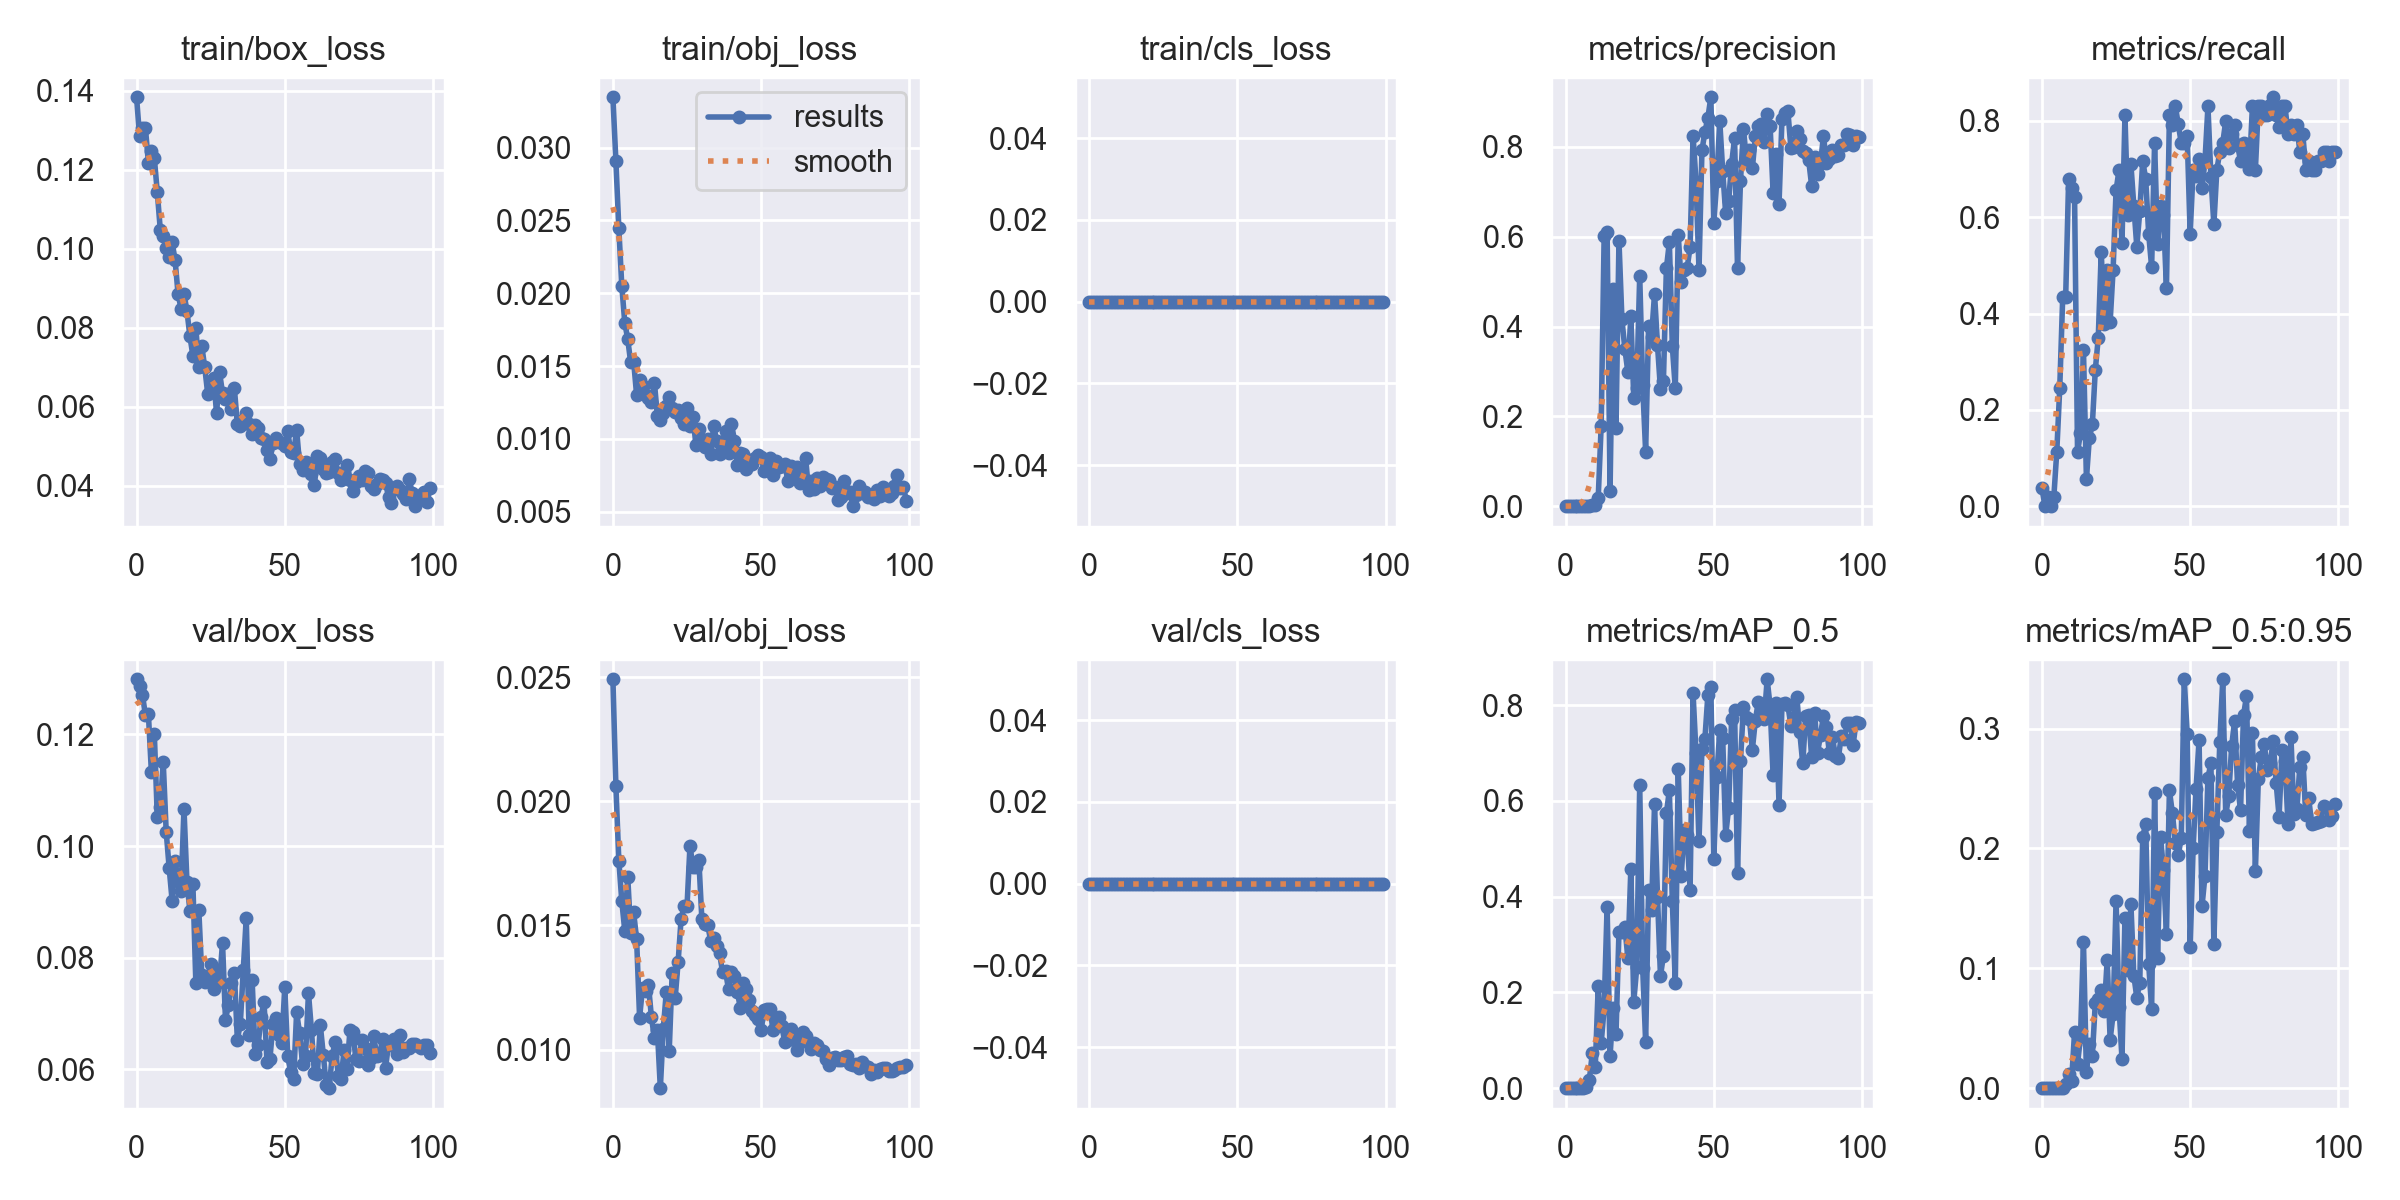 train/box_loss
0.14
0.12
0.10
0.08
0.06
0.04
0 50 100
train/obj_loss
results
smooth
0.030
0.025
0.020
0.015
0.010
0.005
0 50 100
train/cls_loss
0.04
0.02
0.00
−0.02
−0.04
0 50 100
metrics/precision
0.8
0.6
0.4
0.2
0.0
0 50 100
metrics/recall
0.8
0.6
0.4
0.2
0.0
0 50 100
val/box_loss
0.12
0.10
0.08
0.06
0 50 100
val/obj_loss
0.025
0.020
0.015
0.010
0 50 100
val/cls_loss
0.04
0.02
0.00
−0.02
−0.04
0 50 100
metrics/mAP_0.5
0.8
0.6
0.4
0.2
0.0
0 50 100
metrics/mAP_0.5:0.95
0.3
0.2
0.1
0.0
0 50 100